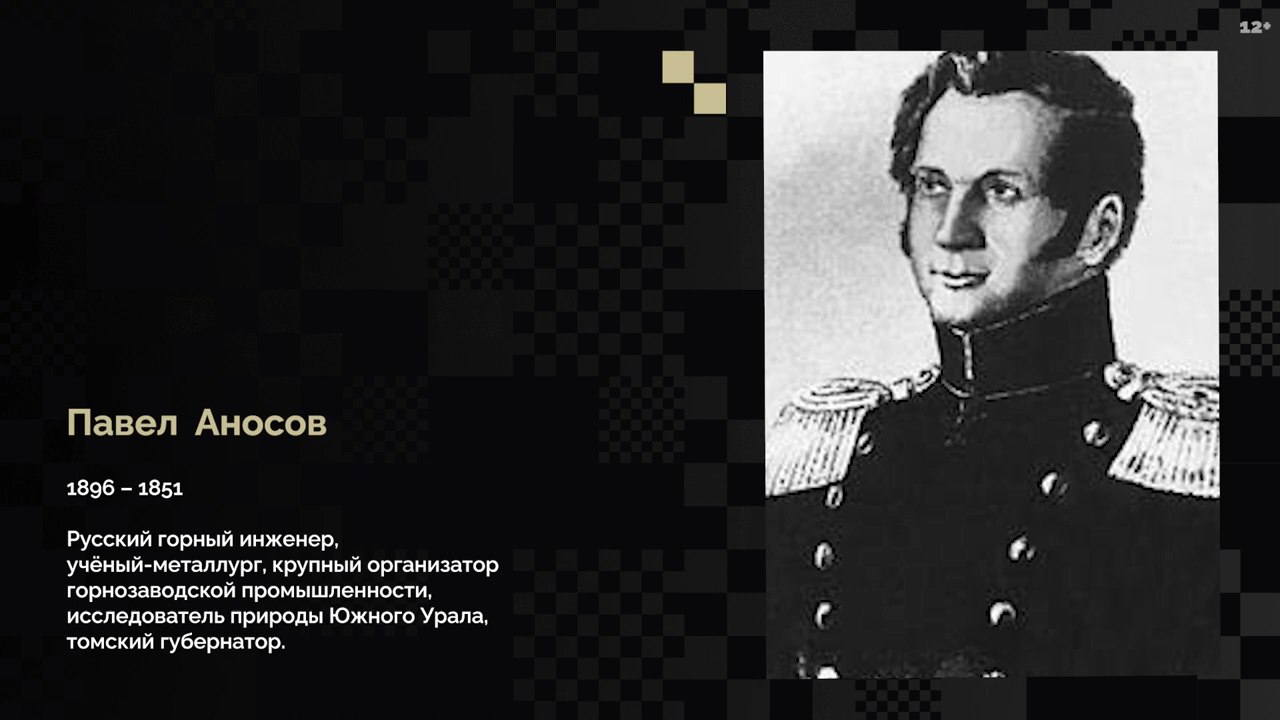 12+
Павел Аносов
1896 – 1851
Русский горный инженер,
учёный-металлург, крупный организатор
горнозаводской промышленности,
исследователь природы Южного Урала,
томский губернатор.